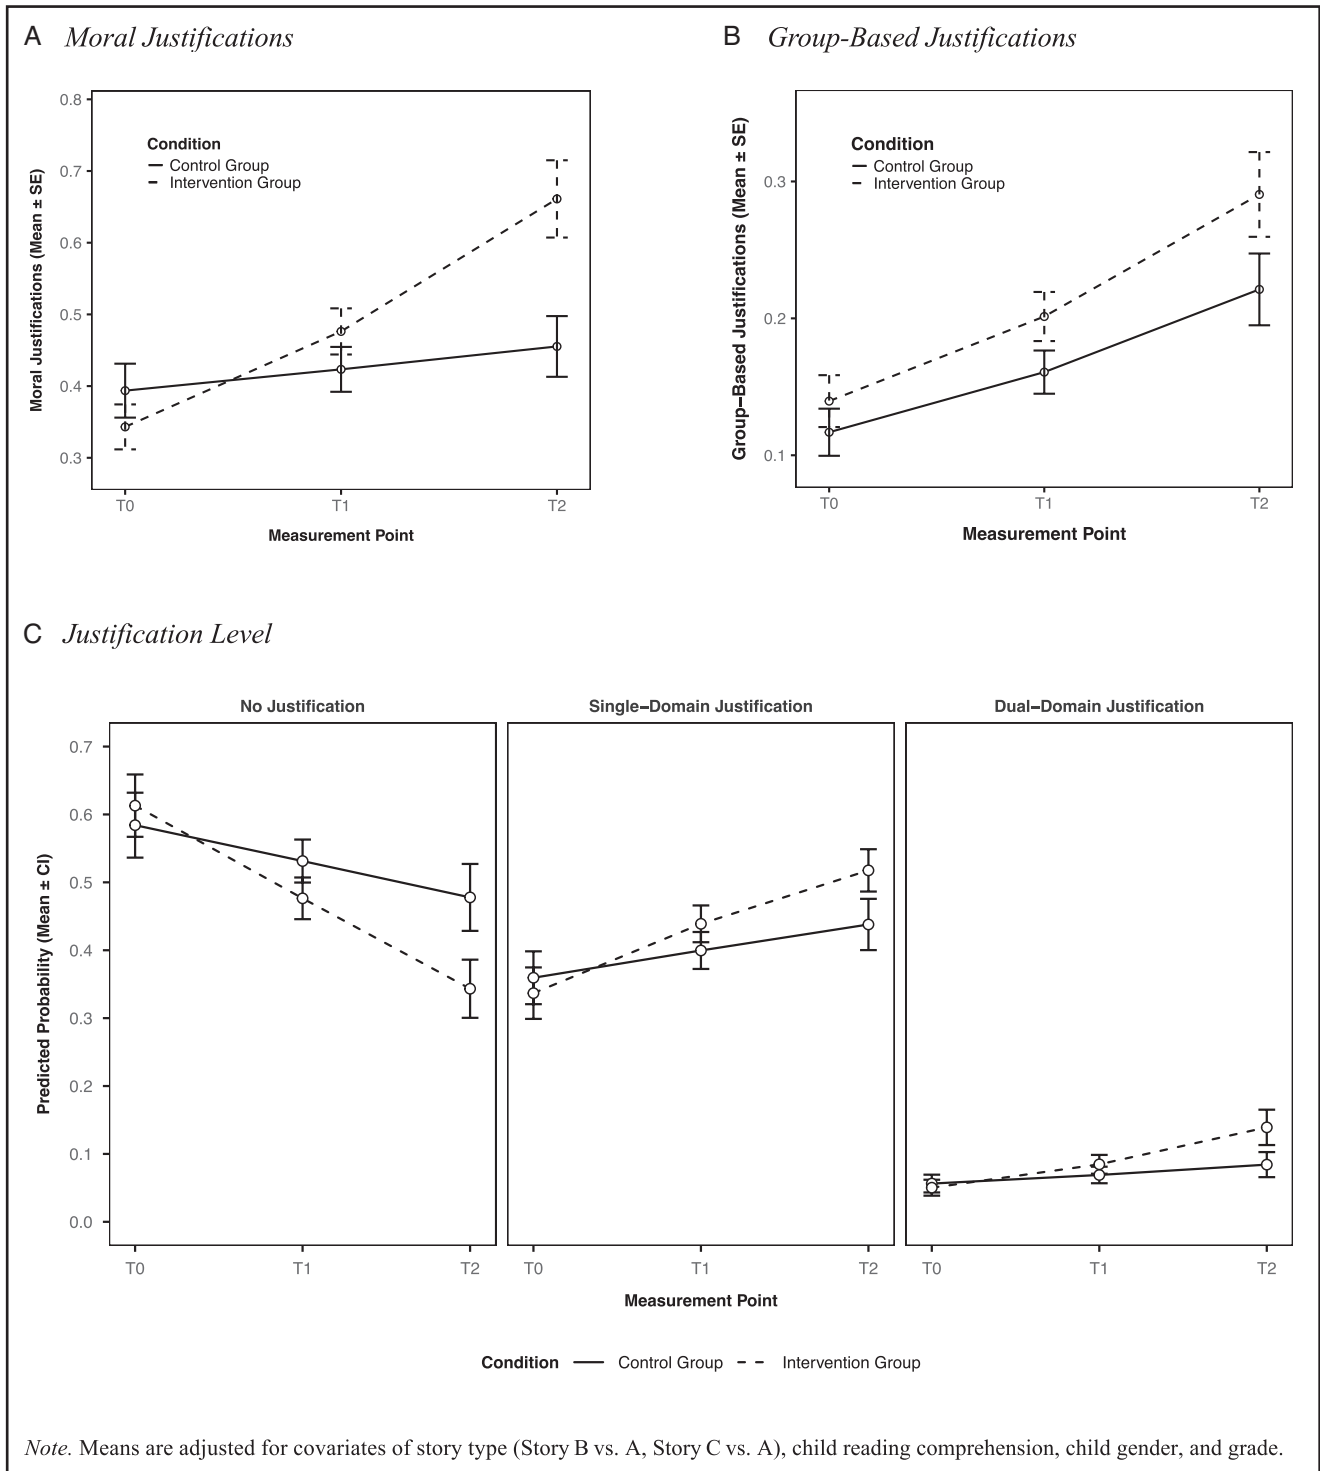 A Moral Justifications
B Group-Based Justifications
0.8
0.7
0.6
0.5
0.4
0.3
Moral Justifications (Mean ± SE)
Condition
Control Group
Intervention Group
T0 T1 T2
Measurement Point
0.3
0.2
0.1
Group–Based Justifications (Mean ± SE)
Condition
Control Group
Intervention Group
T0 T1 T2
Measurement Point
C Justification Level
No Justification
Single–Domain Justification
Dual–Domain Justification
0.7
0.6
0.5
0.4
0.3
0.2
0.1
0.0
Predicted Probability (Mean ± CI)
T0 T1 T2
T0 T1 T2
T0 T1 T2
Measurement Point
Condition Control Group Intervention Group
Note. Means are adjusted for covariates of story type (Story B vs. A, Story C vs. A), child reading comprehension, child gender, and grade.